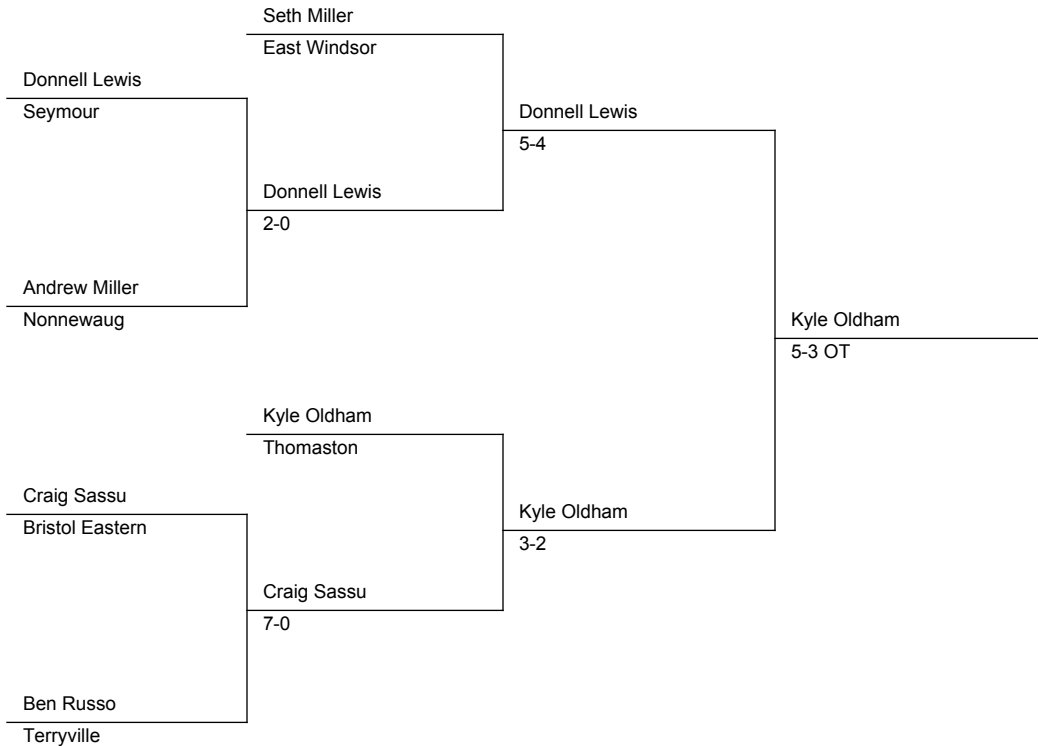 Seth Miller
East Windsor
Donnell Lewis
Seymour
Donnell Lewis
5-4
Donnell Lewis
2-0
Andrew Miller
Nonnewaug
Kyle Oldham
5-3 OT
Kyle Oldham
Thomaston
Craig Sassu
Bristol Eastern
Kyle Oldham
3-2
Craig Sassu
7-0
Ben Russo
Terryville